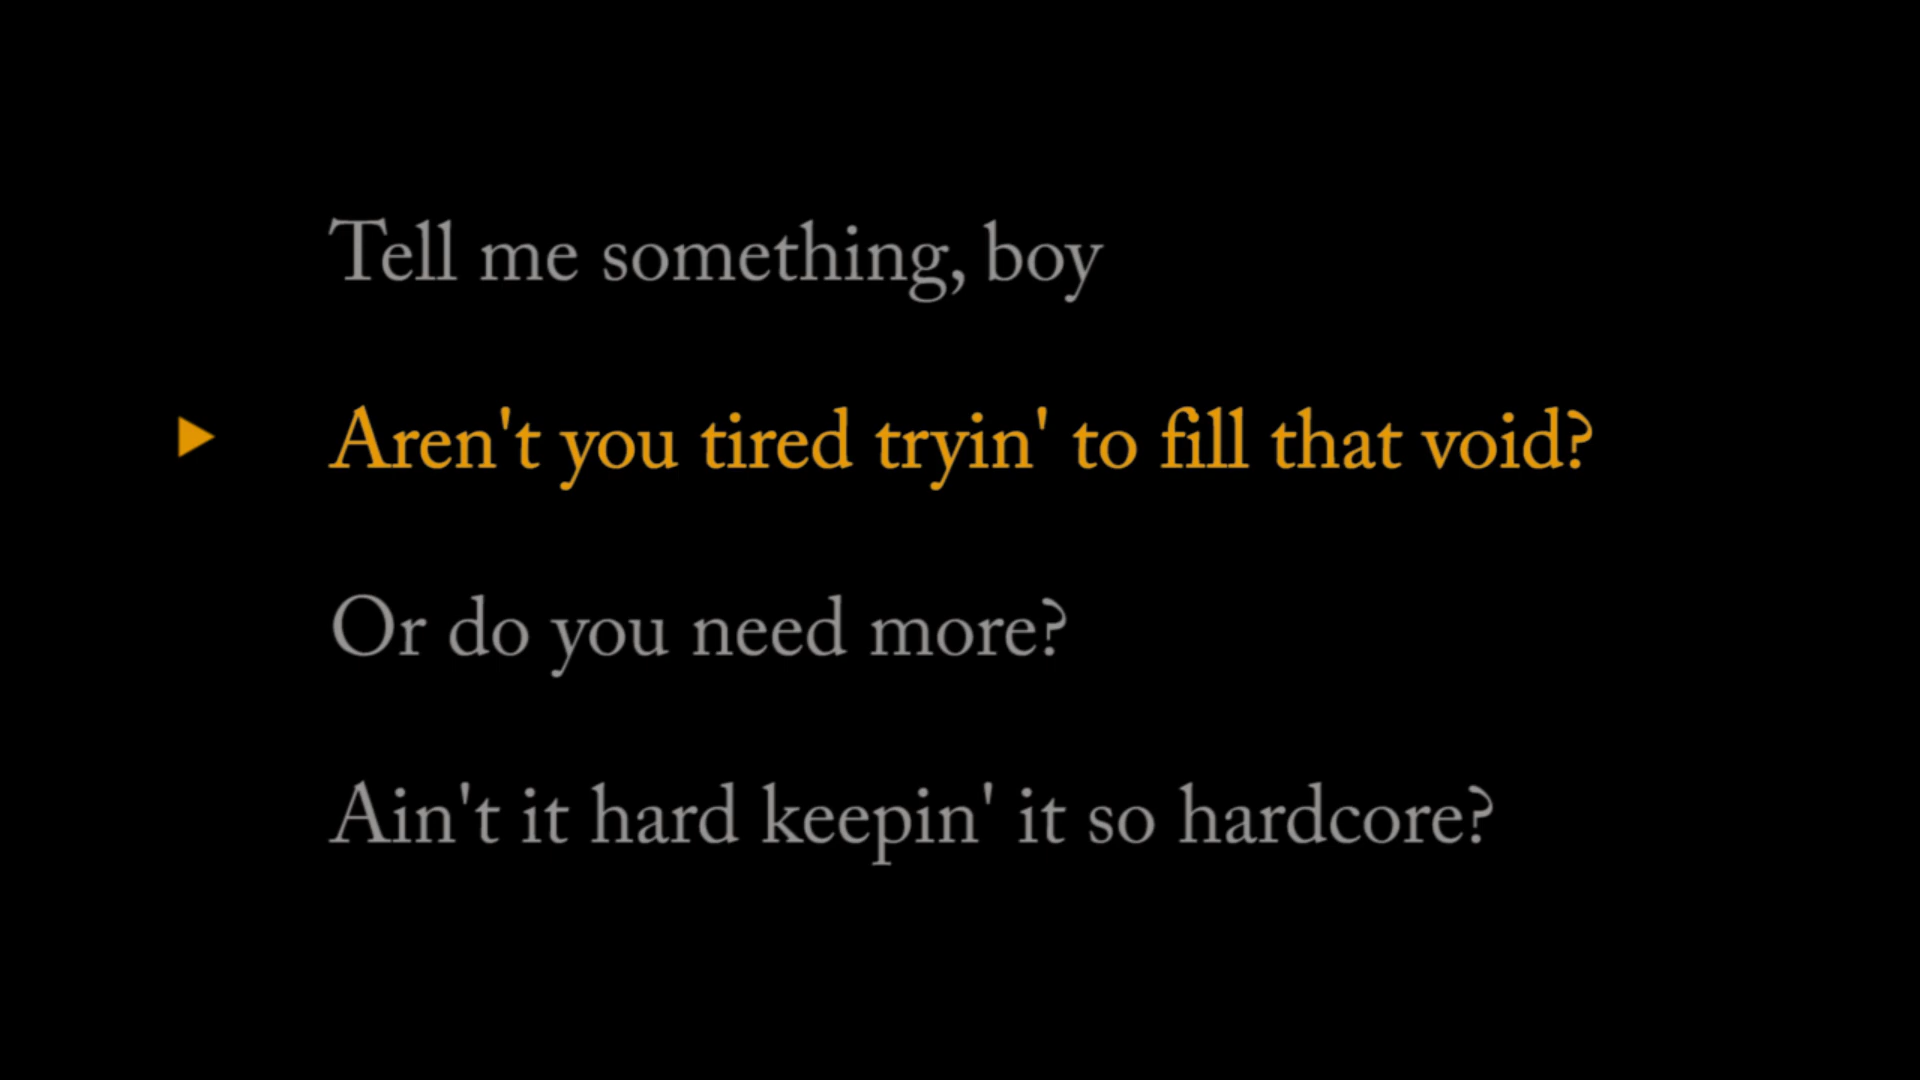 Tell me something, boy
Aren't you tired tryin' to fill that void?
Or do you need more?
Ain't it hard keepin' it so hardcore?